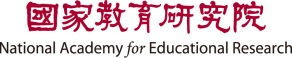 國家教育研究院
National Academy for Educational Research